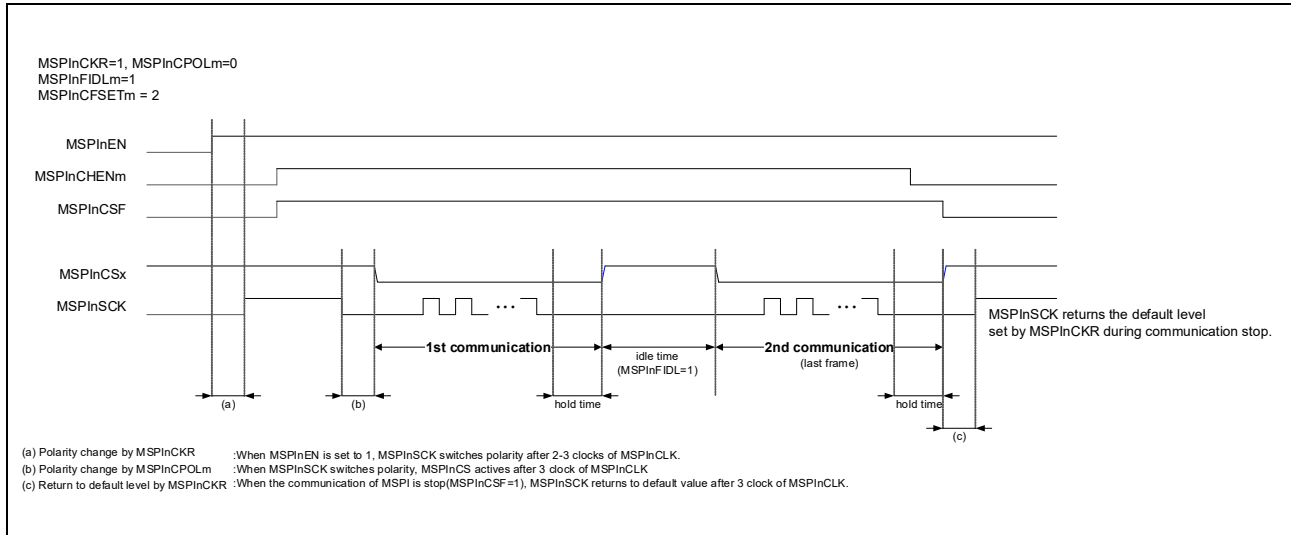 MSPInCKR=1, MSPInCPOLm=0
MSPInFIDLm=1
MSPInCFSETm = 2
MSPInEN
MSPInCHENm
MSPInCSF
MSPInCSx
MSPInSCK
MSPInSCK returns the default level
set by MSPInCKR during communication stop.
1st communication
idle time
(MSPInFIDL=1)
2nd communication
(last frame)
(a)
(b)
hold time
hold time
(c)
(a) Polarity change by MSPInCKR :When MSPInEN is set to 1, MSPInSCK switches polarity after 2-3 clocks of MSPInCLK.
(b) Polarity change by MSPInCPOLm :When MSPInSCK switches polarity, MSPInCS actives after 3 clock of MSPInCLK
(c) Return to default level by MSPInCKR :When the communication of MSPI is stop(MSPInCSF=1), MSPInSCK returns to default value after 3 clock of MSPInCLK.